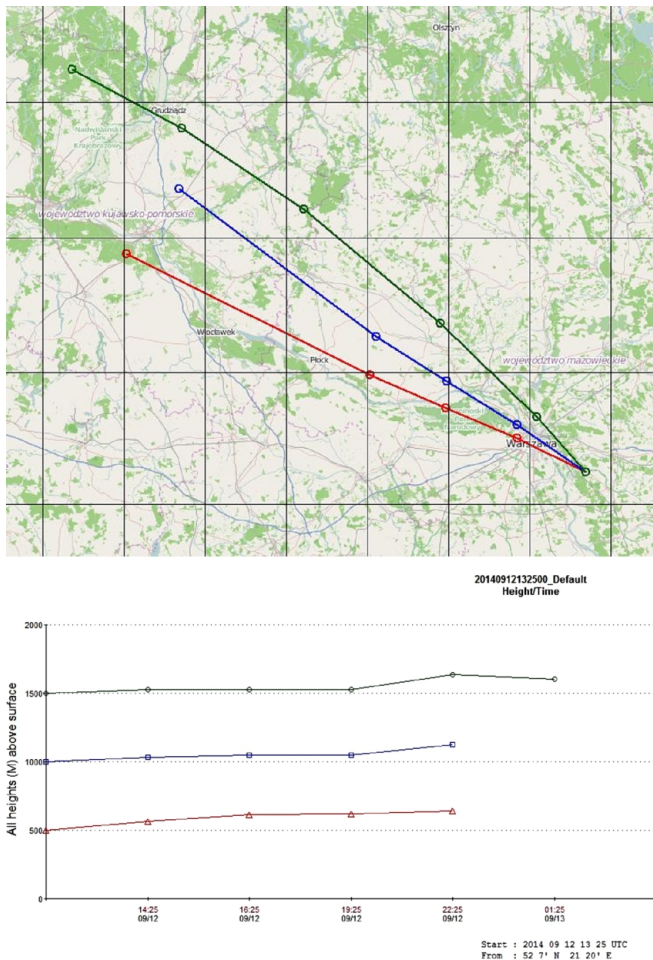 Olsztyn
Grudziądz
województwo kujawsko-pomorskie
Włocławek
Płock
województwo mazowieckie
Warszawa
20140912132500_Default
Height/Time
All heights (M) above surface
2000
1500
1000
500
0
14:25 16:25 19:25 22:25 01:25
09/12 09/12 09/12 09/12 09/13
Start : 2014 09 12 13 25 UTC
From : 52 7' N 21 20' E